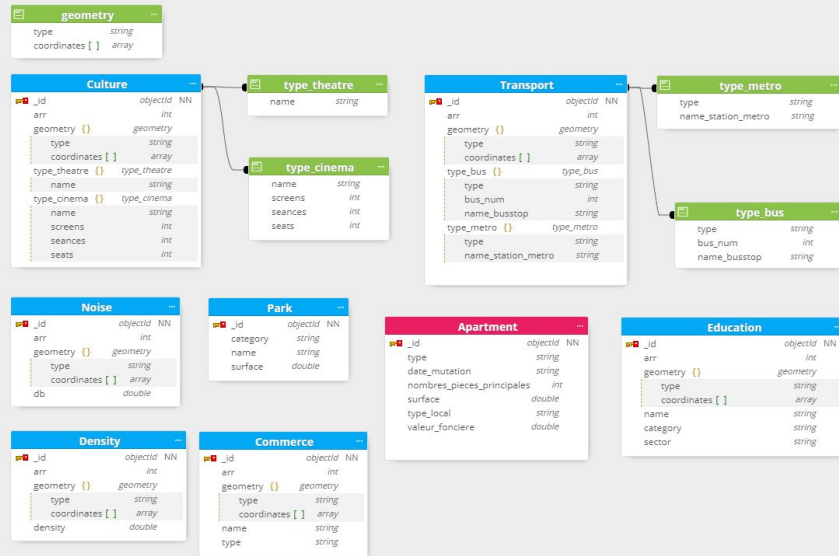 geometry ...
type string
coordinates [ ] array
Culture ...
_id objectId NN
arr int
geometry {} geometry
type string
coordinates [ ] array
type_theatre {} type_theatre
name string
type_cinema {} type_cinema
name string
screens int
seances int
seats int
type_theatre ...
name string
type_cinema ...
name string
screens int
seances int
seats int
Transport ...
_id objectId NN
arr int
geometry {} geometry
type string
coordinates [ ] array
type_bus {} type_bus
type string
bus_num int
name_busstop string
type_metro {} type_metro
type string
name_station_metro string
type_metro ...
type string
name_station_metro string
type_bus ...
type string
bus_num int
name_busstop string
Noise ...
_id objectId NN
arr int
geometry {} geometry
type string
coordinates [ ] array
db double
Park ...
_id objectId NN
category string
name string
surface double
Apartment ...
_id objectId NN
type string
date_mutation string
nombres_pieces_principales int
surface double
type_local string
valeur_fonciere double
Education ...
_id objectId NN
arr int
geometry {} geometry
type string
coordinates [ ] array
name string
category string
sector string
Density ...
_id objectId NN
arr int
geometry {} geometry
type string
coordinates [ ] array
density double
Commerce ...
_id objectId NN
arr int
geometry {} geometry
type string
coordinates [ ] array
name string
type string